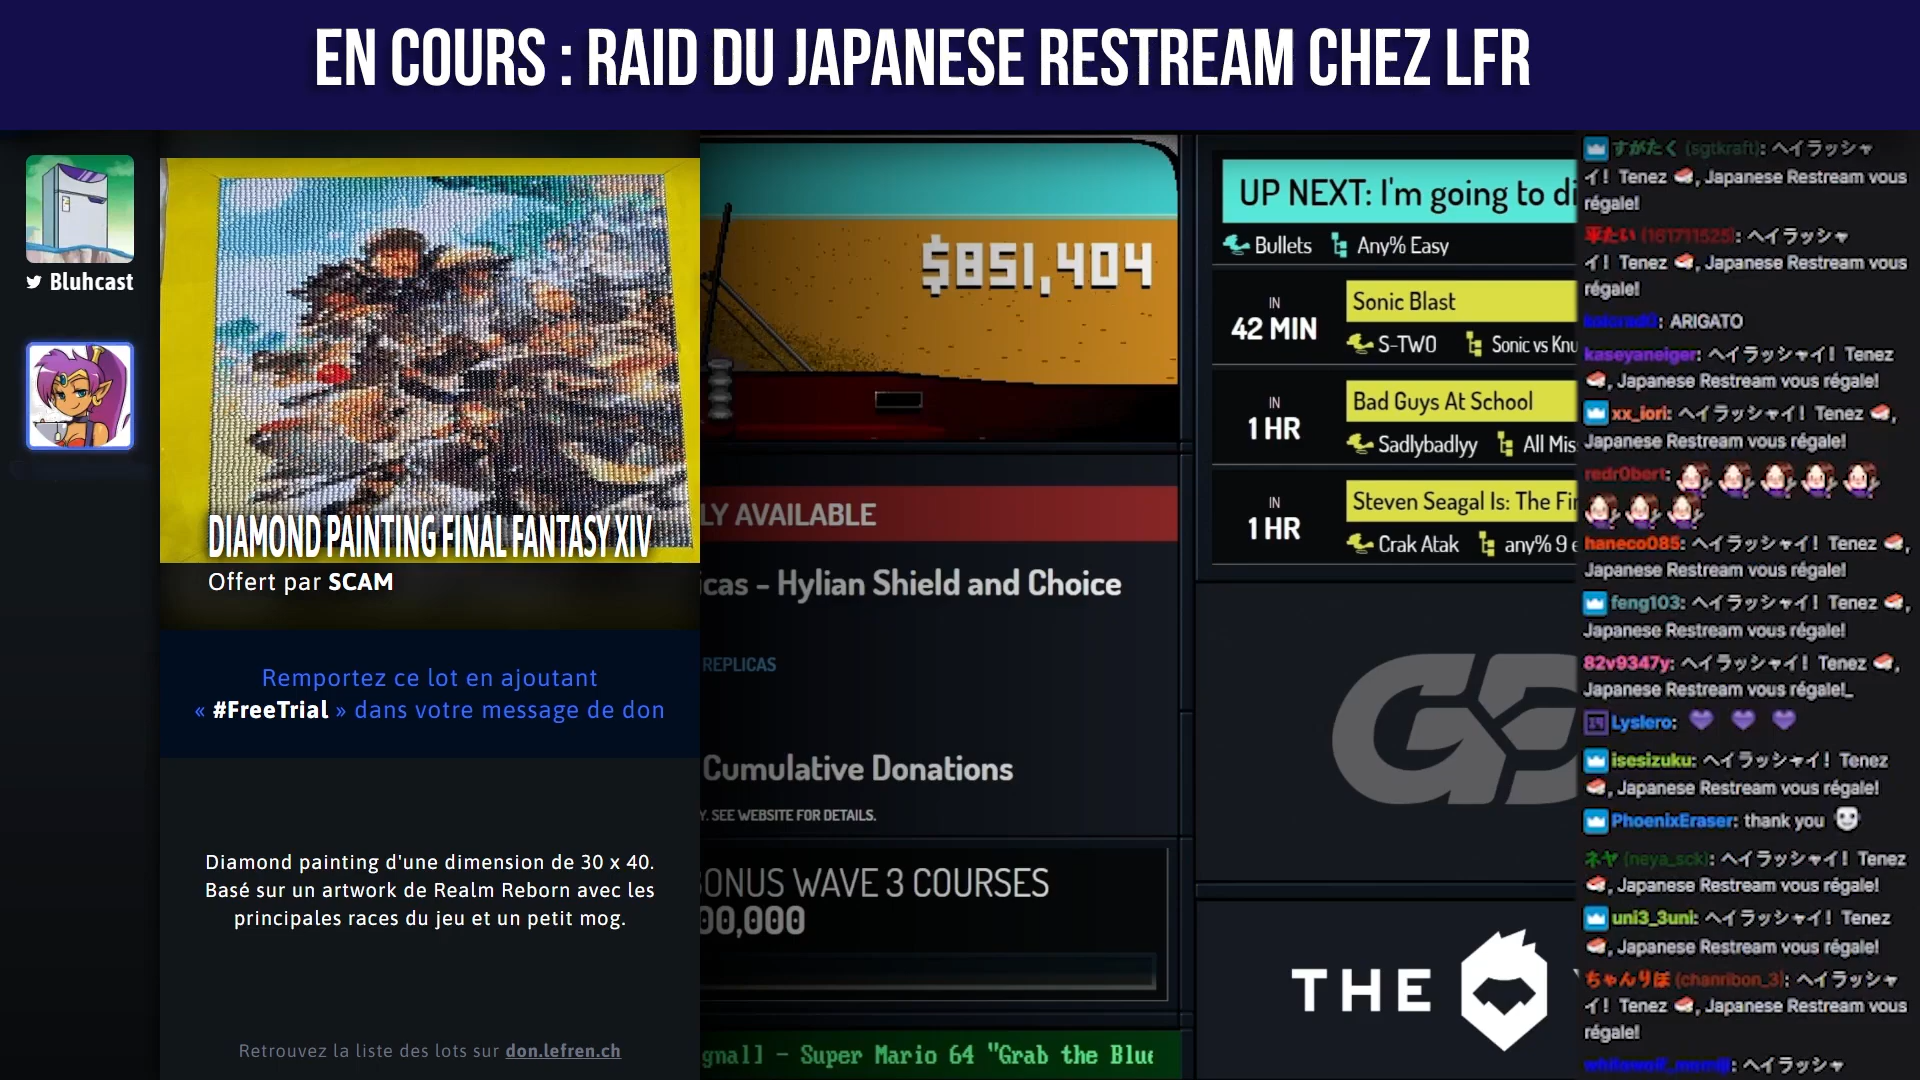 EN COURS : RAID DU JAPANESE RESTREAM CHEZ LFR
Bluhcast
DIAMOND PAINTING FINAL FANTASY XIV
Offert par SCAM
Remportez ce lot en ajoutant
« #FreeTrial » dans votre message de don
Diamond painting d'une dimension de 30 x 40.
Basé sur un artwork de Realm Reborn avec les
principales races du jeu et un petit mog.
Retrouvez la liste des lots sur don.lefren.ch
$851,404
LY AVAILABLE
icas - Hylian Shield and Choice
REPLICAS
Cumulative Donations
Y. SEE WEBSITE FOR DETAILS.
BONUS WAVE 3 COURSES
00,000
gnal] - Super Mario 64 "Grab the Blue
UP NEXT: I'm going to di
Bullets Any% Easy
IN
42 MIN
Sonic Blast
S-TWO Sonic vs Knu
IN
1 HR
Bad Guys At School
Sadlybadlyy All Mis
IN
1 HR
Steven Seagal Is: The Fi
Crak Atak any% 9 e
GD
THE
すがたく (sgtkraft): ヘイラッシャ
イ! Tenez 🍣, Japanese Restream vous
régale!
平たい (161711525): ヘイラッシャ
イ! Tenez 🍣, Japanese Restream vous
régale!
: ARIGATO
kaseyaneiger: ヘイラッシャイ! Tenez
🍣, Japanese Restream vous régale!
xx_iori: ヘイラッシャイ! Tenez 🍣,
Japanese Restream vous régale!
redr0bert:
haneco085: ヘイラッシャイ! Tenez 🍣,
Japanese Restream vous régale!
feng103: ヘイラッシャイ! Tenez 🍣,
Japanese Restream vous régale!
82v9347y: ヘイラッシャイ! Tenez 🍣,
Japanese Restream vous régale!_
Lyslero: 💜 💜 💜
isesizuku: ヘイラッシャイ! Tenez
🍣, Japanese Restream vous régale!
PhoenixEraser: thank you
ネヤ (neya_sck): ヘイラッシャイ! Tenez
🍣, Japanese Restream vous régale!
uni3_3uni: ヘイラッシャイ! Tenez
🍣, Japanese Restream vous régale!
ちゃんりぼ (chanribon_3): ヘイラッシャ
イ! Tenez 🍣, Japanese Restream vous
régale!
: ヘイラッシャ